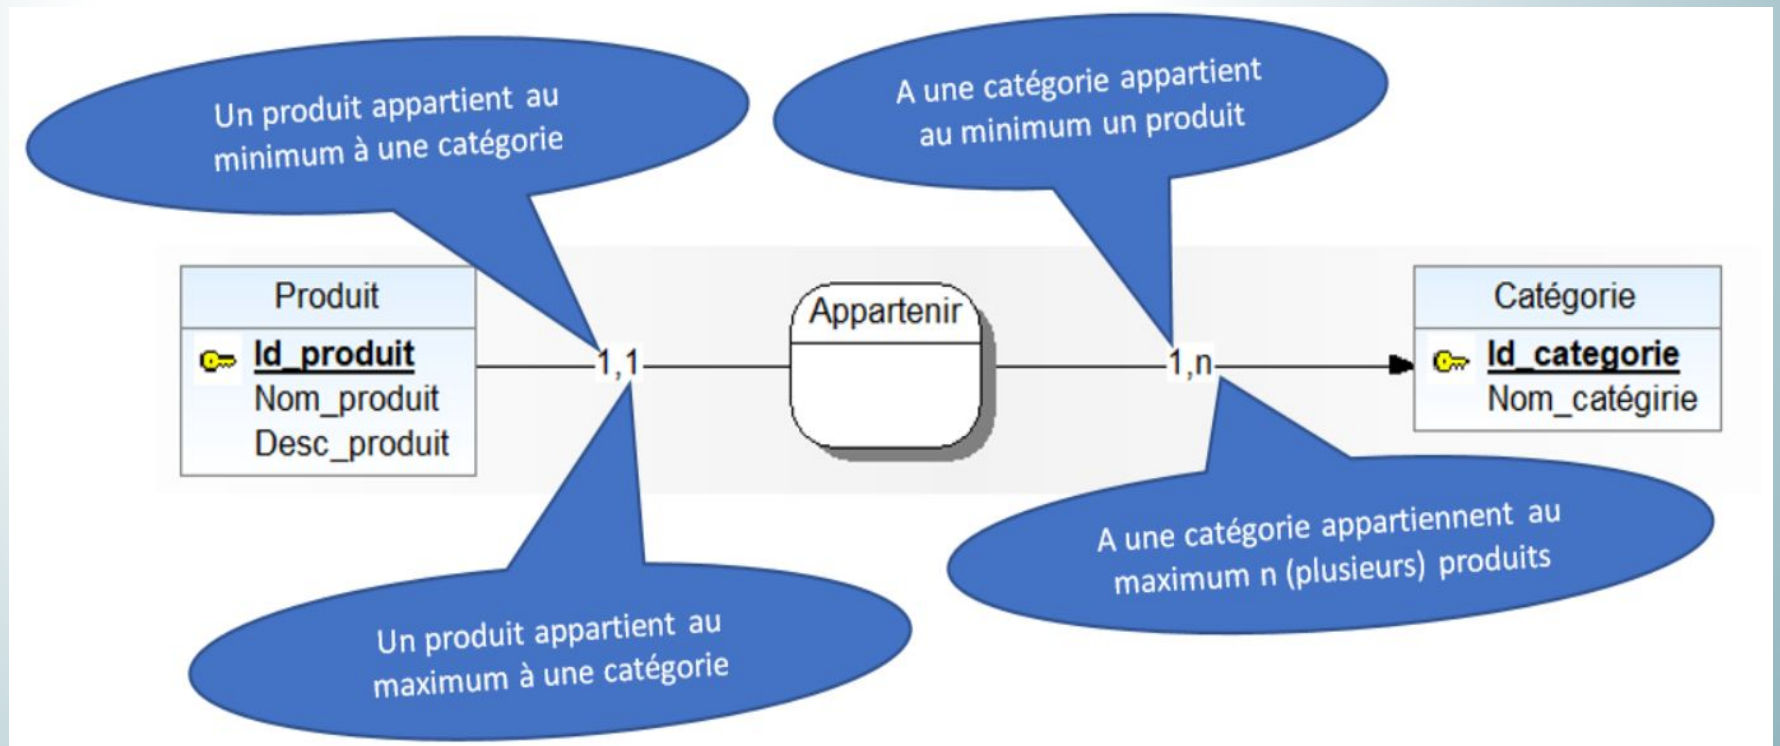 Un produit appartient au
minimum à une catégorie
A une catégorie appartient
au minimum un produit
Produit
Id_produit
Nom_produit
Desc_produit
1,1
Appartenir
1,n
Catégorie
Id_categorie
Nom_catégirie
Un produit appartient au
maximum à une catégorie
A une catégorie appartiennent au
maximum n (plusieurs) produits